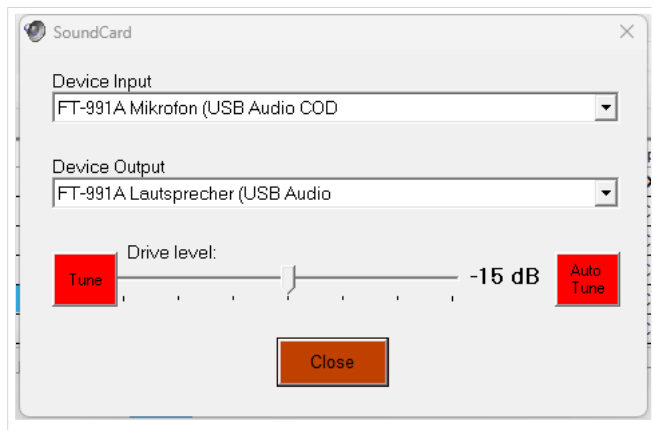 SoundCard
Device Input
FT-991A Mikrofon (USB Audio COD
Device Output
FT-991A Lautsprecher (USB Audio
Drive level:
Tune
-15 dB
Auto
Tune
Close